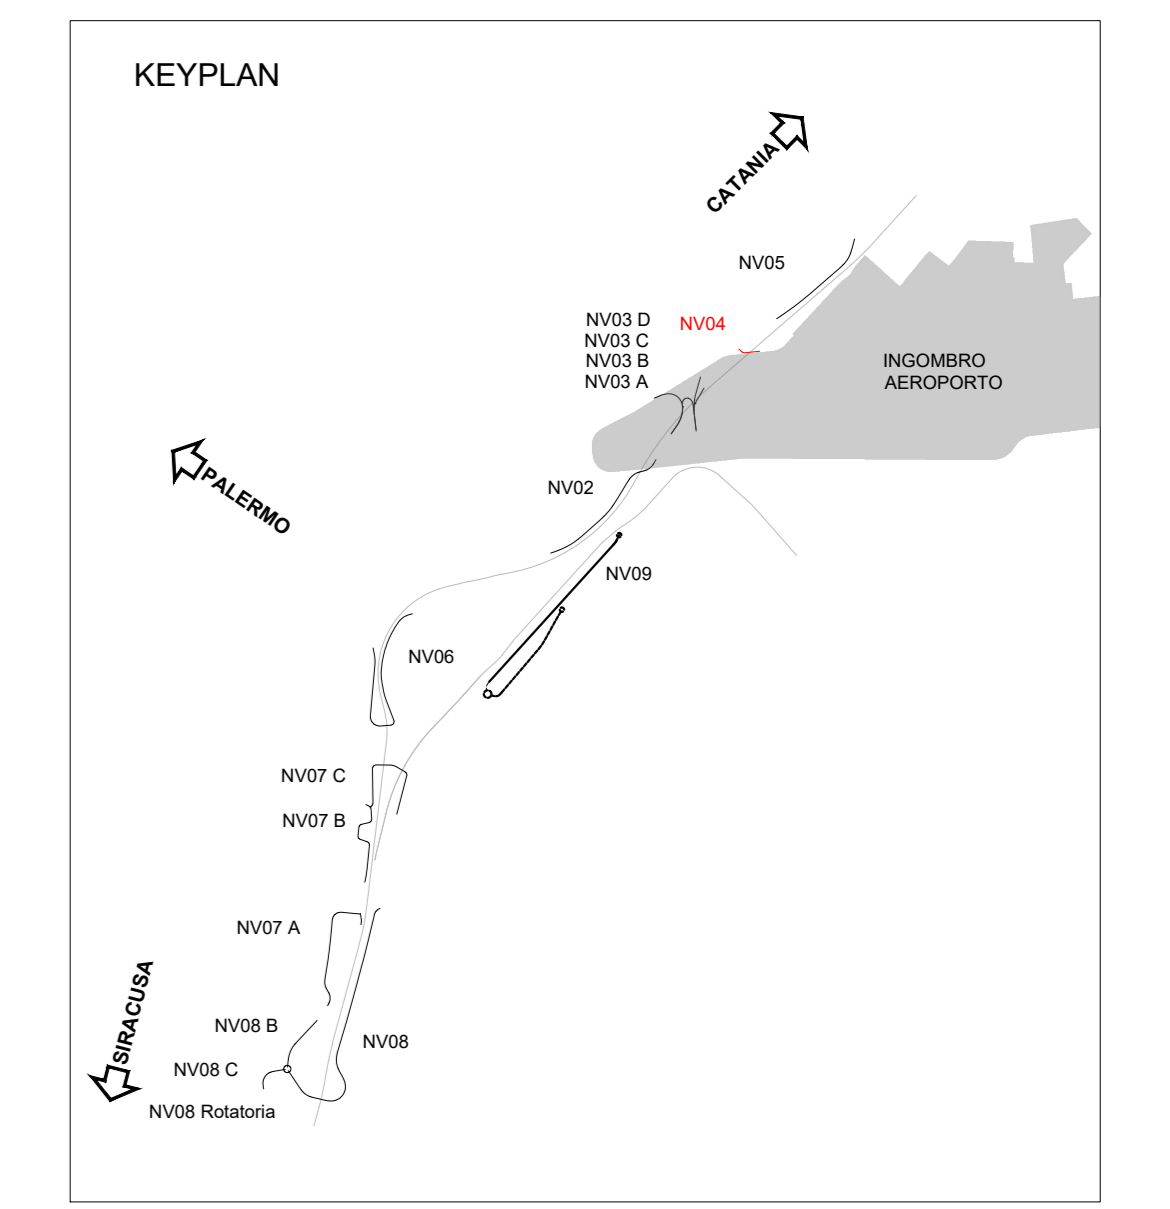 KEYPLAN
CATANIA
NV05
NV03 D
NV04
NV03 C
NV03 B
NV03 A
INGOMBRO
AEROPORTO
PALERMO
NV02
NV09
NV06
NV07 C
NV07 B
NV07 A
SIRACUSA
NV08 B
NV08
NV08 C
NV08 Rotatoria